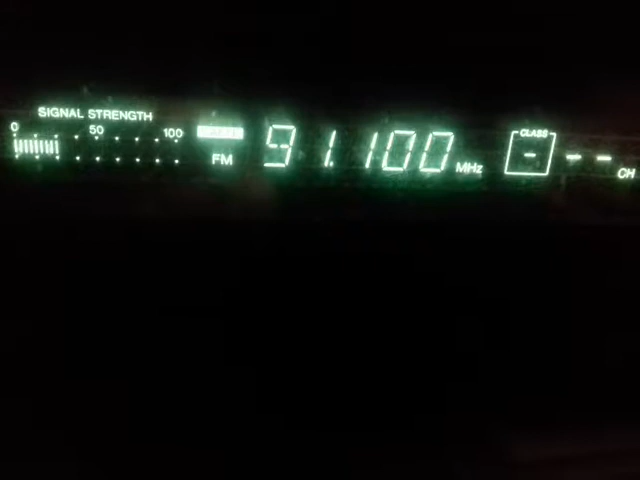 SIGNAL STRENGTH
0 50 100
FM 91.100 MHz
CLASS
- -- CH